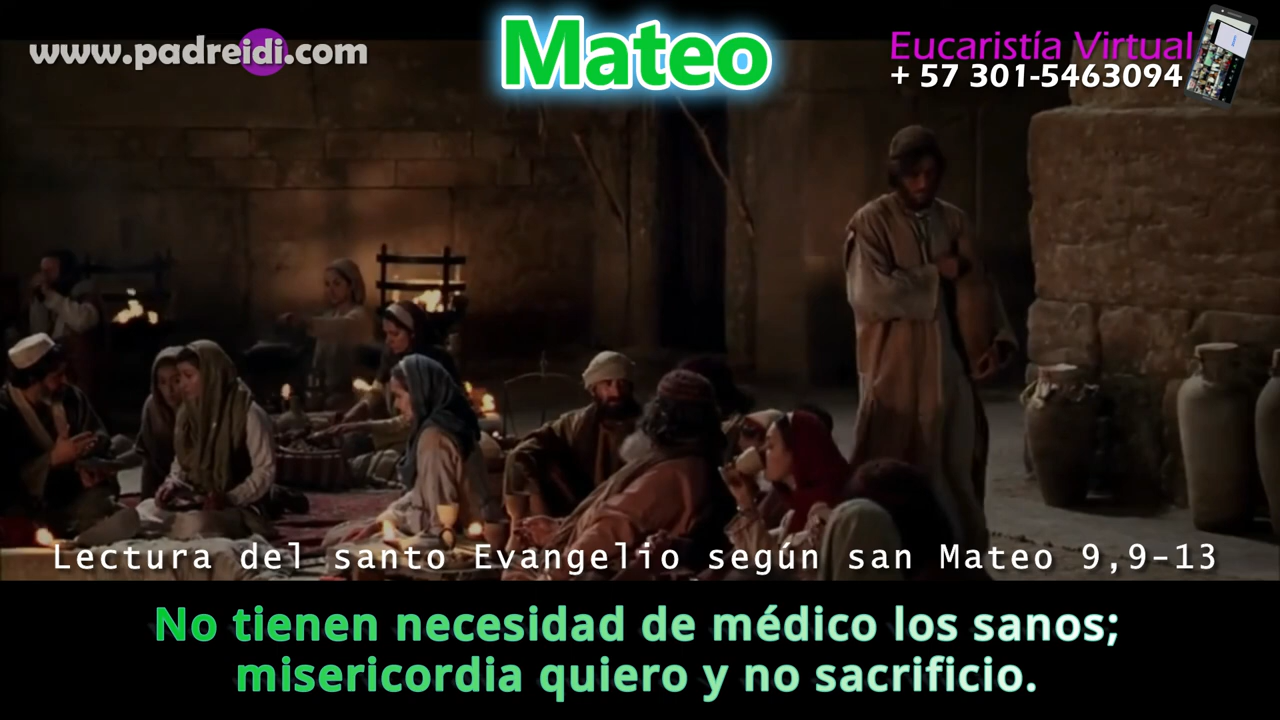 www.padreidi.com
Mateo
Eucaristía Virtual
+ 57 301-5463094
Lectura del santo Evangelio según san Mateo 9,9-13
No tienen necesidad de médico los sanos;
misericordia quiero y no sacrificio.